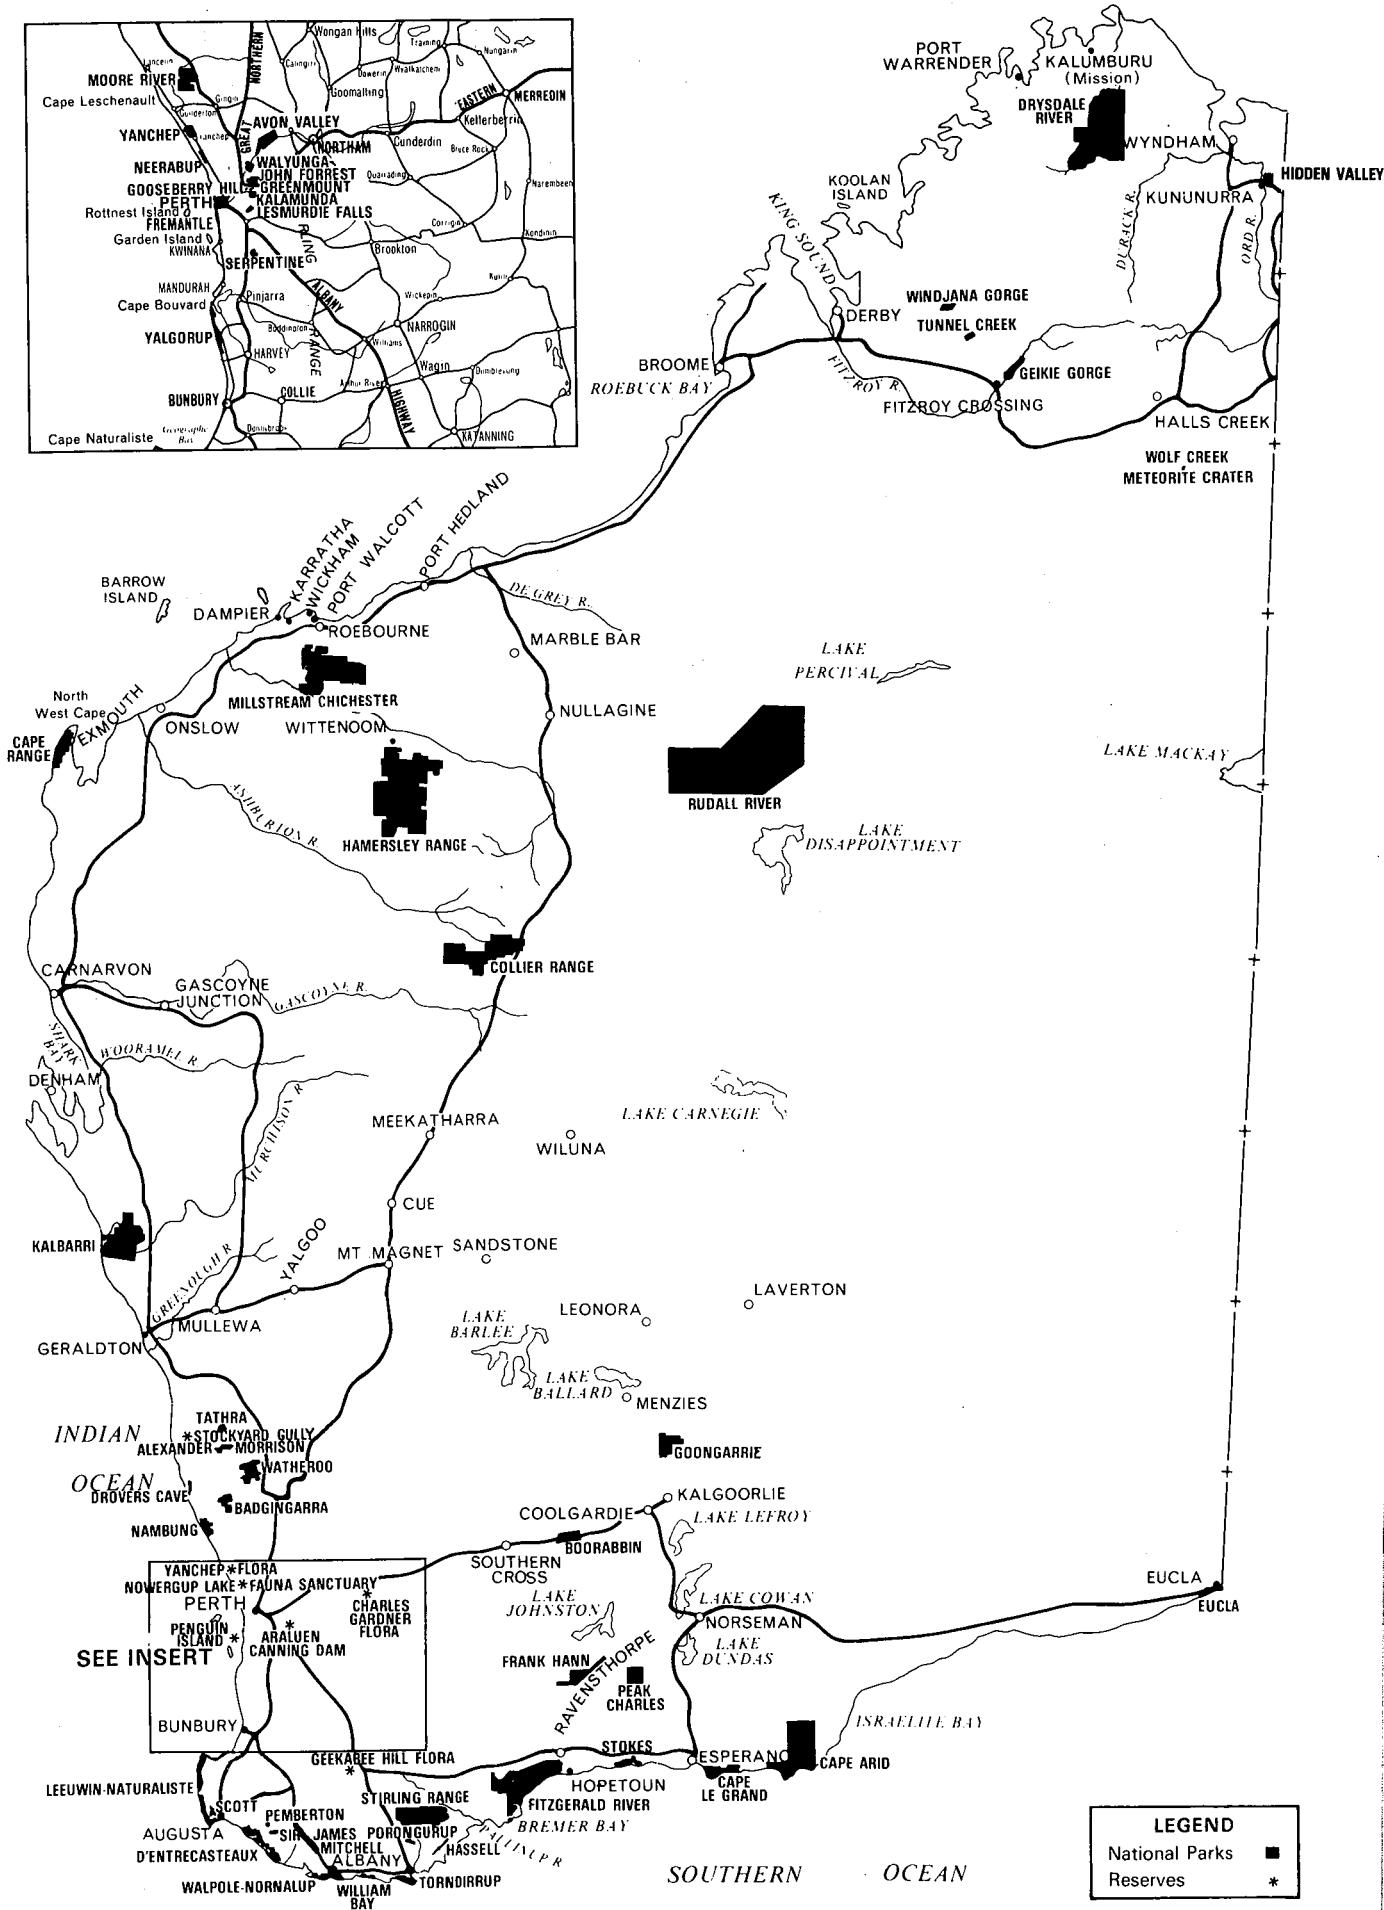 Wongan Hills
Lancelin
NORTHERN
Calingiri
Training
Nungarin
MOORE RIVER
Dowerin
Wyalkatchem
Cape Leschenault
Gingin
Goomalling
EASTERN
MERREDIN
Guilderton
GREAT
AVON VALLEY
Kellerberrin
YANCHEP
Yanchep
NORTHAM
Cunderdin
Bruce Rock
NEERABUP
WALYUNGA
JOHN FORREST
GOOSEBERRY HILL
GREENMOUNT
Quairading
Narembeen
PERTH
KALAMUNDA
Rottnest Island
LESMURDIE FALLS
FREMANTLE
Corrigin
Garden Island
Kondinin
KWINANA
RLING
Brookton
SERPENTINE
Kulin
MANDURAH
ALBANY
Cape Bouvard
Pinjarra
Wickepin
Boddington
NARROGIN
YALGORUP
RANGE
Williams
HARVEY
Wagin
Dumbleyung
Arthur River
BUNBURY
COLLIE
HIGHWAY
Geographe
Bay
Donnibrook
Cape Naturaliste
KATANNING
PORT
WARRENDER
KALUMBURU
(Mission)
DRYSDALE
RIVER
WYNDHAM
HIDDEN VALLEY
KOOLAN
ISLAND
KUNUNURRA
KING SOUND
DURACK R.
ORD R.
WINDJANA GORGE
DERBY
TUNNEL CREEK
BROOME
ROEBUCK BAY
FITZROY R.
GEIKIE GORGE
FITZROY CROSSING
HALLS CREEK
WOLF CREEK
METEORITE CRATER
KARRATHA
WICKHAM
PORT WALCOTT
PORT HEDLAND
BARROW
ISLAND
DAMPIER
DE GREY R.
ROEBOURNE
MARBLE BAR
LAKE
PERCIVAL
MILLSTREAM CHICHESTER
North
West Cape
EXMOUTH
ONSLOW
WITTENOOM
NULLAGINE
CAPE
RANGE
LAKE MACKAY
RUDALL RIVER
ASHBURTON R.
HAMERSLEY RANGE
LAKE
DISAPPOINTMENT
COLLIER RANGE
CARNARVON
GASCOYNE
JUNCTION
GASCOYNE R.
SHARK
BAY
WOORAMEL R.
DENHAM
MURCHISON R
LAKE CARNEGIE
MEEKATHARRA
WILUNA
CUE
KALBARRI
GREENOUGH R
YALGOO
MT MAGNET
SANDSTONE
LAVERTON
LEONORA
MULLEWA
LAKE
BARLEE
GERALDTON
LAKE
BALLARD
MENZIES
TATHRA
INDIAN
*STOCKYARD GULLY
ALEXANDER
MORRISON
GOONGARRIE
WATHEROO
OCEAN
DROVERS CAVE
BADGINGARRA
KALGOORLIE
COOLGARDIE
LAKE LEFROY
NAMBUNG
BOORABBIN
SOUTHERN
CROSS
YANCHEP*FLORA
NOWERGUP LAKE*FAUNA SANCTUARY
EUCLA
PERTH
CHARLES
GARDNER
FLORA
LAKE
JOHNSTON
LAKE COWAN
EUCLA
PENGUIN
ISLAND*
ARALUEN
CANNING DAM
NORSEMAN
SEE INSERT
LAKE
DUNDAS
FRANK HANN
RAVENSTHORPE
PEAK
CHARLES
BUNBURY
ISRAELITE BAY
GEEKABEE HILL FLORA
STOKES
ESPERANC
CAPE ARID
LEEUWIN-NATURALISTE
HOPETOUN
CAPE
LE GRAND
STIRLING RANGE
FITZGERALD RIVER
SCOTT
PEMBERTON
BREMER BAY
AUGUSTA
SIR JAMES
MITCHELL
PORONGURUP
PALLINUP R
D'ENTRECASTEAUX
HASSELL
ALBANY
WALPOLE-NORNALUP
WILLIAM
BAY
TORNDIRRUP
SOUTHERN OCEAN
LEGEND
National Parks
Reserves *